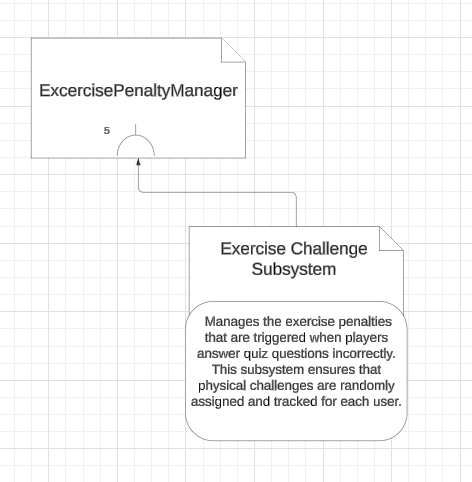 ExcercisePenaltyManager
5
Exercise Challenge
Subsystem
Manages the exercise penalties
that are triggered when players
answer quiz questions incorrectly.
This subsystem ensures that
physical challenges are randomly
assigned and tracked for each user.